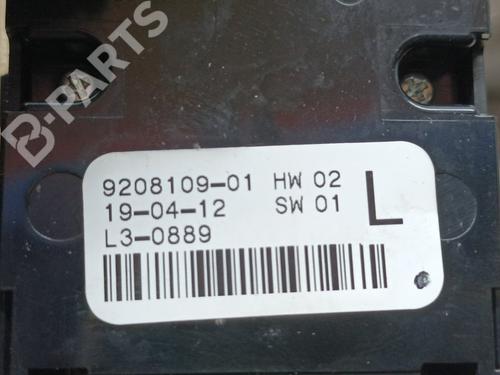 B-PARTS
9208109-01 HW 02
19-04-12 SW 01
L
L3-0889